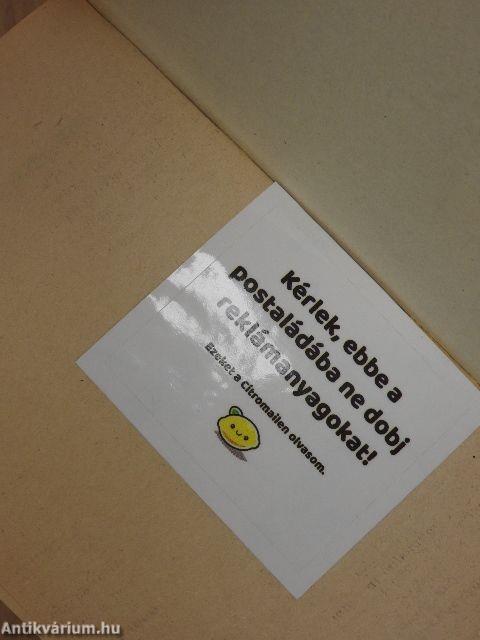 Kérlek, ebbe a
postaládába ne dobj
reklámanyagokat!
Ezeket a Citromailen olvasom.
Antikvárium.hu